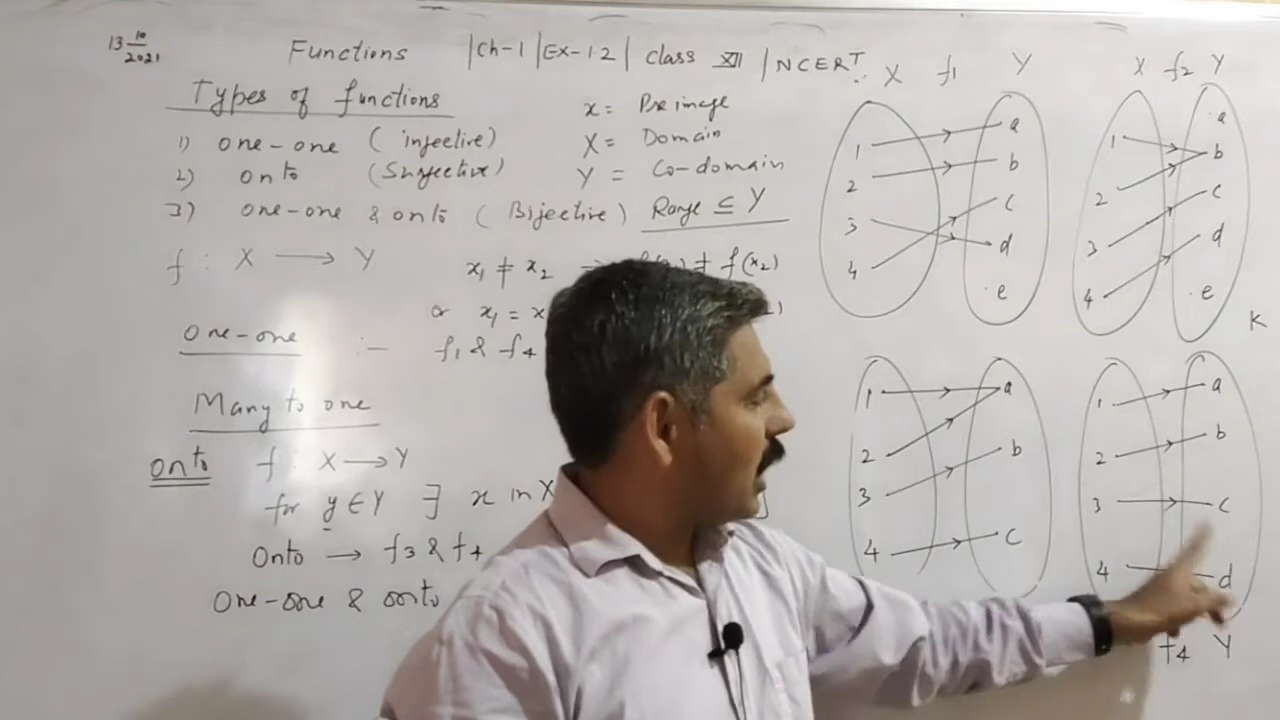 13 10/2021
Functions |Ch-1 |Ex-1.2| class XII |NCERT
Types of functions
1) one-one (injective)
2) onto (Surjective)
3) one-one & onto (Bijective)
x = Pre image
X = Domain
Y = Co-domain
Range ⊆ Y
f : X ⟶ Y
x₁ ≠ x₂ f(x₂)
or x₁ = x
One-one :- f₁ & f₄
Many to one
onto f : X ⟶ Y
for y ∈ Y ∃ x in X
Onto → f₃ & f₄
One-one & onto
X f₁ Y
1 a
2 b
3 c
4 d
e
X f₂ Y
1 a
2 b
3 c
4 d
e
K
1 a
2 b
3
4 c
1 a
2 b
3 c
4 d
f₄ Y